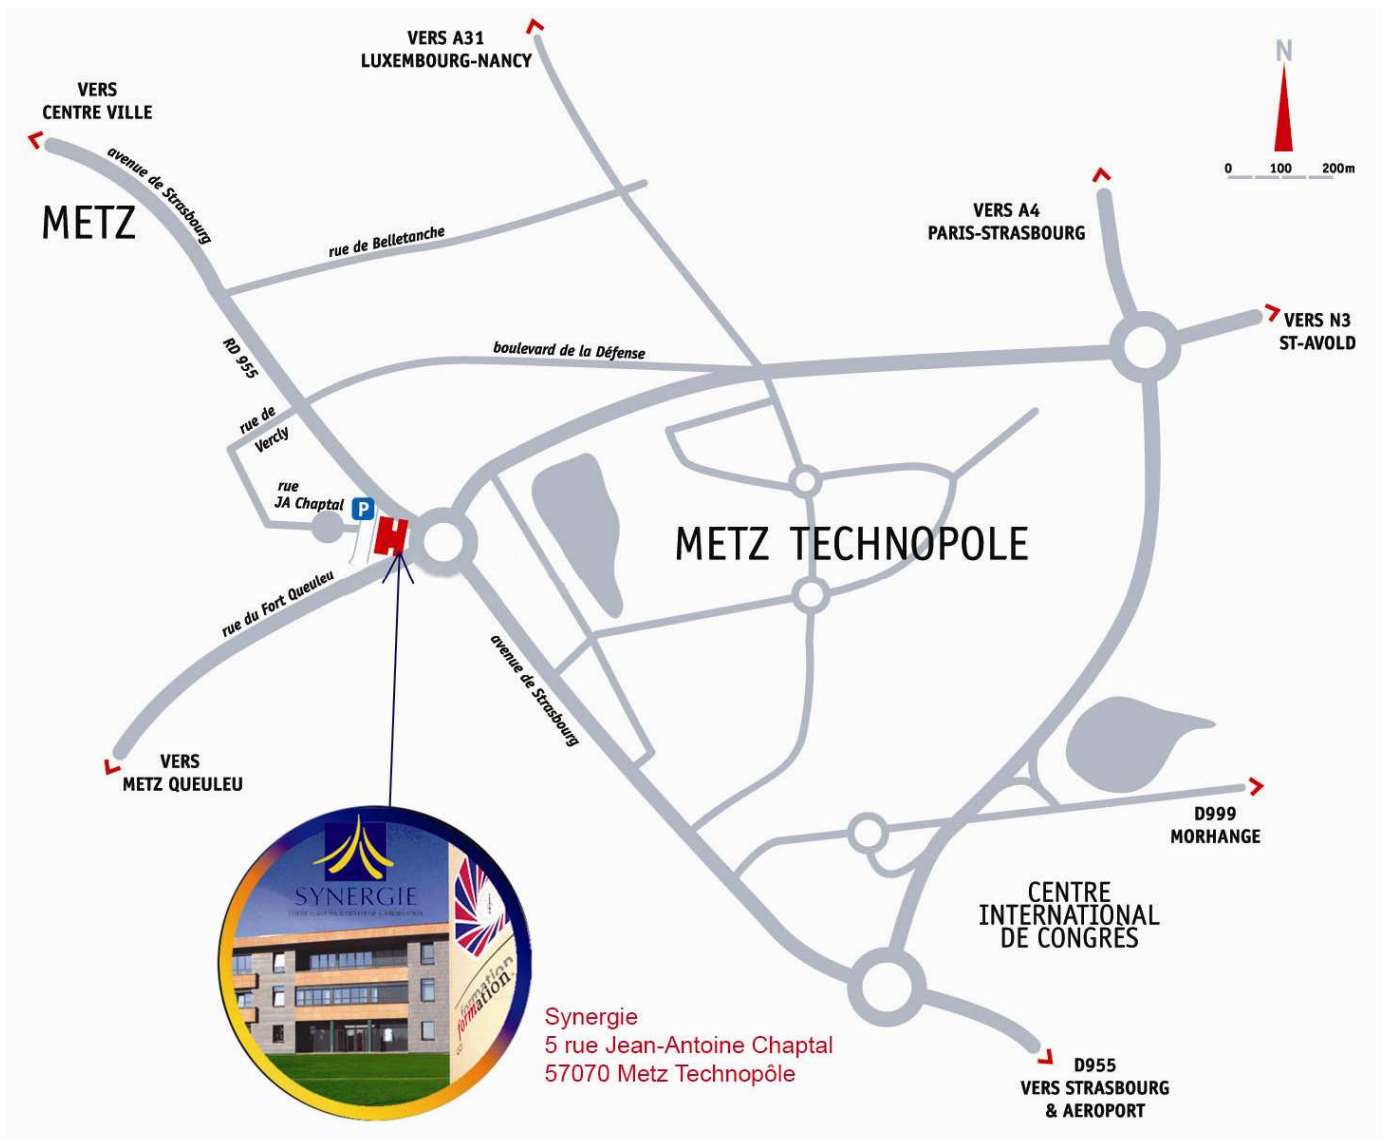 VERS A31
LUXEMBOURG-NANCY
N
0 100 200m
VERS
CENTRE VILLE
avenue de Strasbourg
METZ
VERS A4
PARIS-STRASBOURG
rue de Belletanche
VERS N3
ST-AVOLD
RD 955
boulevard de la Défense
rue de
Vercly
rue
JA Chaptal
P
METZ TECHNOPOLE
rue du Fort Queuleu
avenue de Strasbourg
VERS
METZ QUEULEU
D999
MORHANGE
SYNERGIE
CENTRE
INTERNATIONAL
DE CONGRES
formation
formation
Synergie
5 rue Jean-Antoine Chaptal
57070 Metz Technopôle
D955
VERS STRASBOURG
& AEROPORT